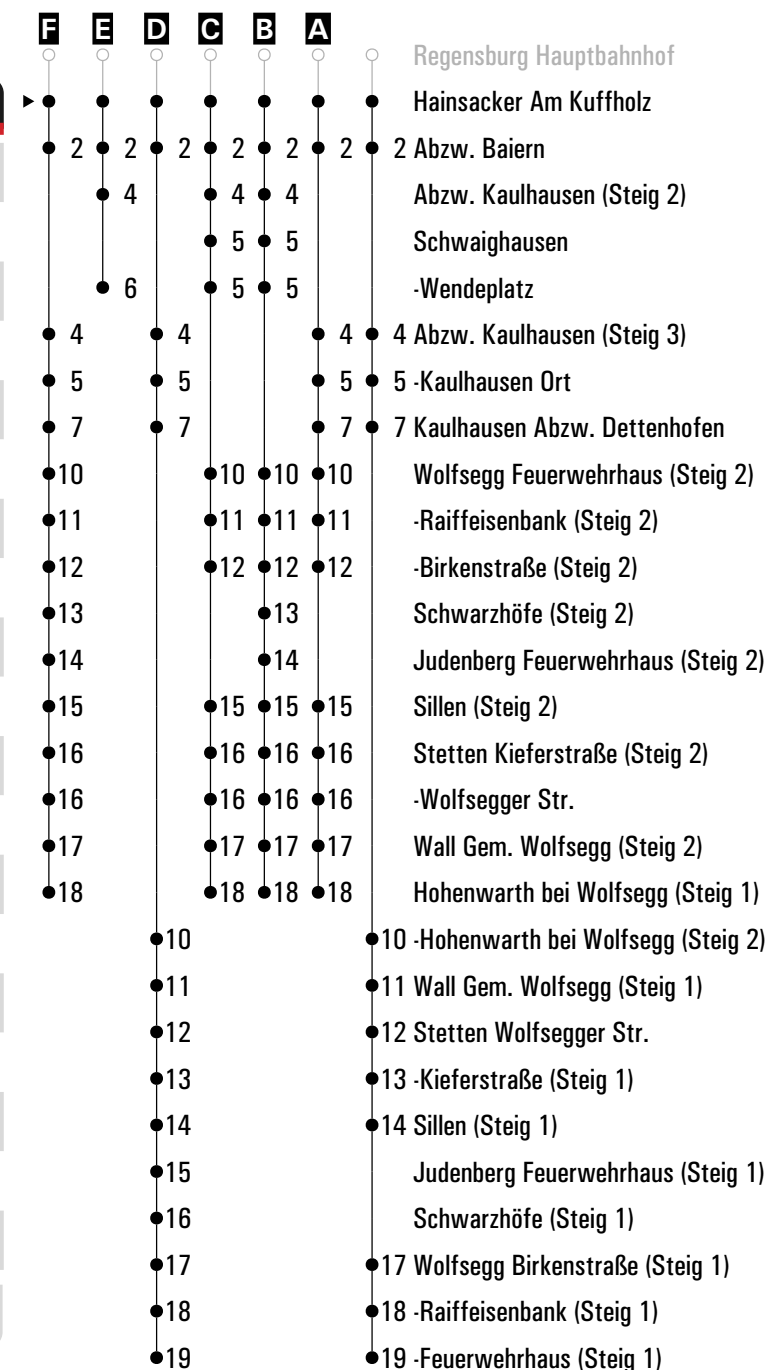 F E D C B A
Regensburg Hauptbahnhof
Hainsacker Am Kuffholz
2 2 2 2 2 2 2 Abzw. Baiern
4 4 4 Abzw. Kaulhausen (Steig 2)
5 5 Schwaighausen
6 5 5 -Wendeplatz
4 4 4 4 Abzw. Kaulhausen (Steig 3)
5 5 5 5 -Kaulhausen Ort
7 7 7 7 Kaulhausen Abzw. Dettenhofen
10 10 10 10 Wolfsegg Feuerwehrhaus (Steig 2)
11 11 11 11 -Raiffeisenbank (Steig 2)
12 12 12 12 -Birkenstraße (Steig 2)
13 13 Schwarzhöfe (Steig 2)
14 14 Judenberg Feuerwehrhaus (Steig 2)
15 15 15 15 Sillen (Steig 2)
16 16 16 16 Stetten Kieferstraße (Steig 2)
16 16 16 16 -Wolfsegger Str.
17 17 17 17 Wall Gem. Wolfsegg (Steig 2)
18 18 18 18 Hohenwarth bei Wolfsegg (Steig 1)
10 10 -Hohenwarth bei Wolfsegg (Steig 2)
11 11 Wall Gem. Wolfsegg (Steig 1)
12 12 Stetten Wolfsegger Str.
13 13 -Kieferstraße (Steig 1)
14 14 Sillen (Steig 1)
15 Judenberg Feuerwehrhaus (Steig 1)
16 Schwarzhöfe (Steig 1)
17 17 Wolfsegg Birkenstraße (Steig 1)
18 18 -Raiffeisenbank (Steig 1)
19 19 -Feuerwehrhaus (Steig 1)